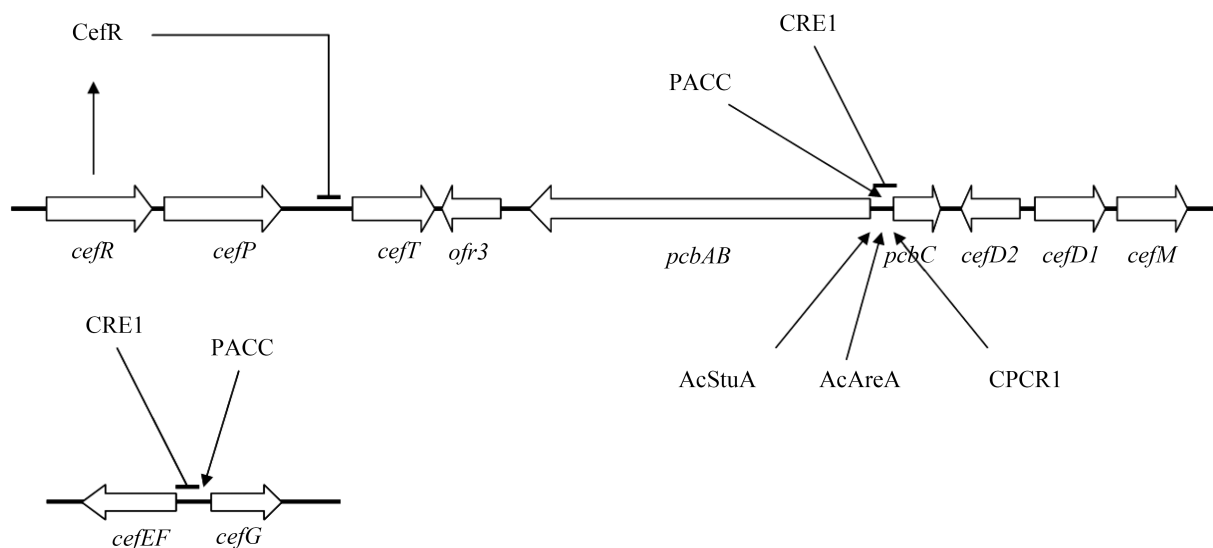 CefR
CRE1
PACC
cefR
cefP
cefT
ofr3
pcbAB
pcbC
cefD2
cefD1
cefM
CRE1
PACC
AcStuA
AcAreA
CPCR1
cefEF
cefG